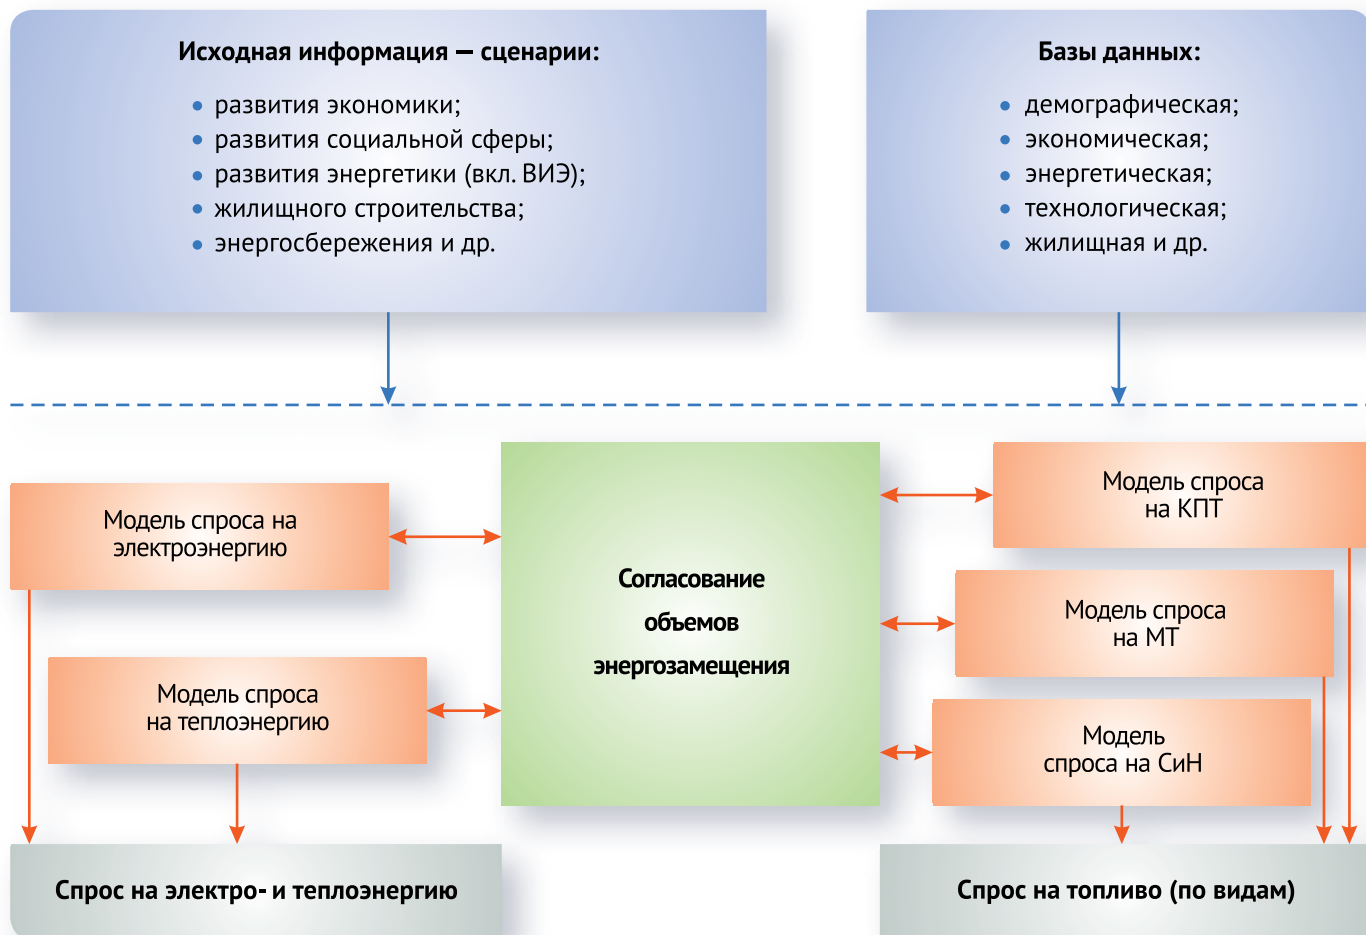 Исходная информация — сценарии:
• развития экономики;
• развития социальной сферы;
• развития энергетики (вкл. ВИЭ);
• жилищного строительства;
• энергосбережения и др.
Базы данных:
• демографическая;
• экономическая;
• энергетическая;
• технологическая;
• жилищная и др.
Модель спроса на
электроэнергию
Модель спроса
на теплоэнергию
Согласование
объемов
энергозамещения
Модель спроса
на КПТ
Модель спроса
на МТ
Модель
спроса на СиН
Спрос на электро- и теплоэнергию
Спрос на топливо (по видам)